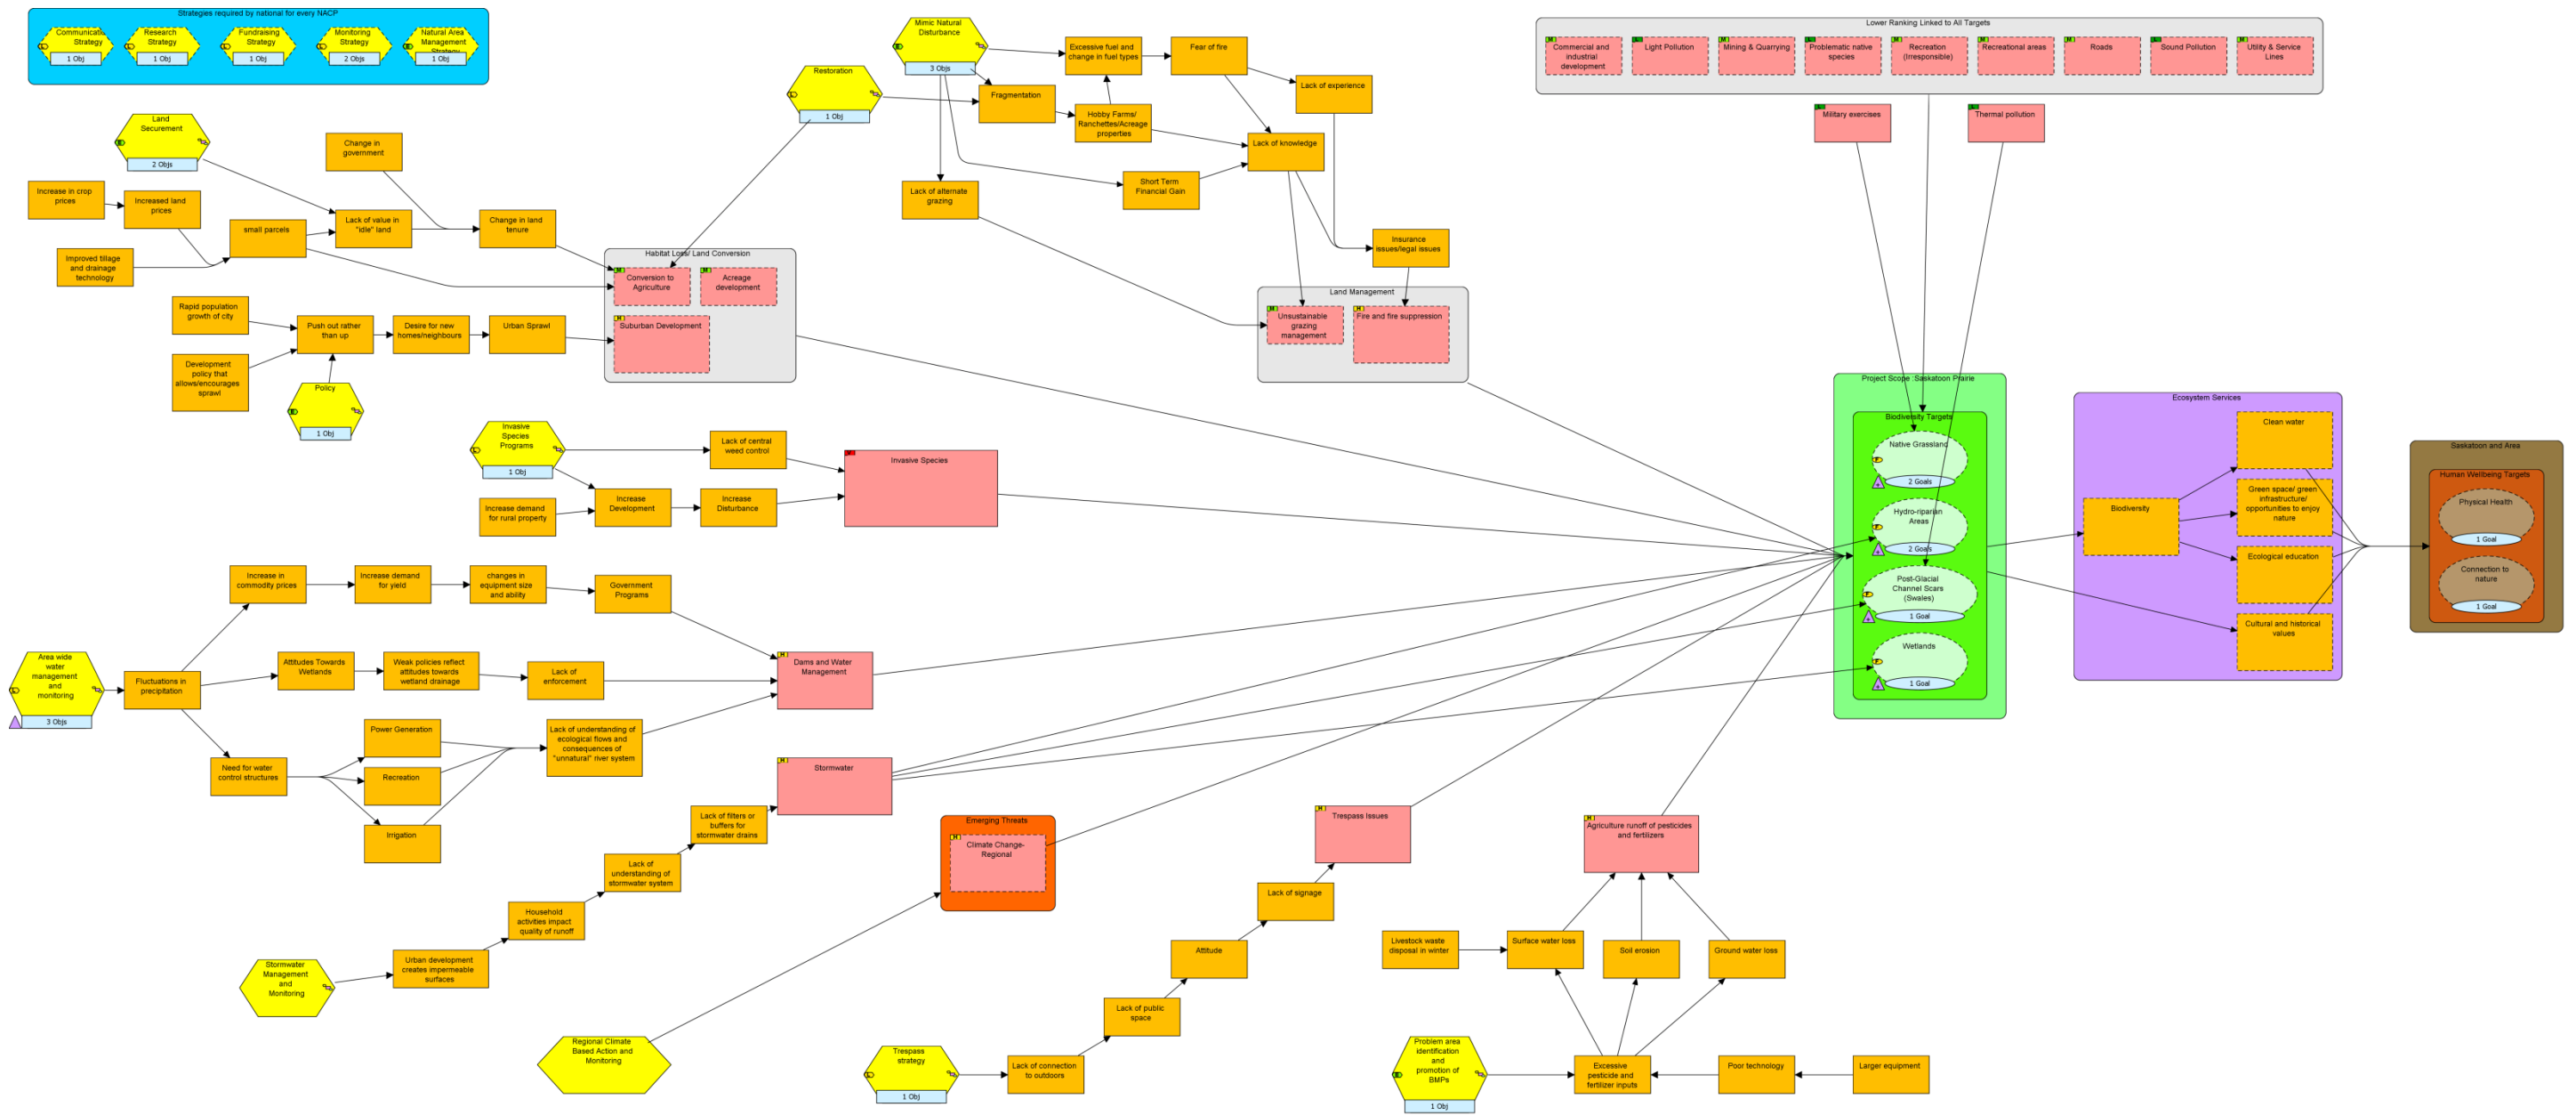 Strategies required by national for every NACP
Communicatio
Strategy
1 Obj
Research
Strategy
1 Obj
Fundraising
Strategy
1 Obj
Monitoring
Strategy
2 Objs
Natural Area
Management
Strategy
1 Obj
Mimic Natural
Disturbance
3 Objs
Restoration
1 Obj
Excessive fuel and
change in fuel types
Fear of fire
Lack of experience
Fragmentation
Hobby Farms/
Ranchettes/Acreage
properties
Lack of knowledge
Short Term
Financial Gain
Lack of alternate
grazing
Insurance
issues/legal issues
Lower Ranking Linked to All Targets
M
Commercial and
industrial
development
L
Light Pollution
M
Mining & Quarrying
L
Problematic native
species
M
Recreation
(Irresponsible)
M
Recreational areas
M
Roads
L
Sound Pollution
M
Utility & Service
Lines
L
Military exercises
L
Thermal pollution
Land
Securement
2 Objs
Change in
government
Increase in crop
prices
Increased land
prices
small parcels
Lack of value in
"idle" land
Change in land
tenure
Improved tillage
and drainage
technology
Habitat Loss/ Land Conversion
M
Conversion to
Agriculture
M
Acreage
development
H
Suburban Development
Rapid population
growth of city
Push out rather
than up
Desire for new
homes/neighbours
Urban Sprawl
Development
policy that
allows/encourages
sprawl
Policy
1 Obj
Land Management
M
Unsustainable
grazing
management
H
Fire and fire suppression
Invasive
Species
Programs
1 Obj
Lack of central
weed control
V
Invasive Species
Increase demand
for rural property
Increase
Development
Increase
Disturbance
Project Scope :Saskatoon Prairie
Biodiversity Targets
Native Grassland
2 Goals
Hydro-riparian
Areas
2 Goals
Post-Glacial
Channel Scars
(Swales)
1 Goal
Wetlands
1 Goal
Ecosystem Services
Clean water
Biodiversity
Green space/ green
infrastructure/
opportunities to enjoy
nature
Ecological education
Cultural and historical
values
Saskatoon and Area
Human Wellbeing Targets
Physical Health
1 Goal
Connection to
nature
1 Goal
Increase in
commodity prices
Increase demand
for yield
changes in
equipment size
and ability
Government
Programs
Area wide
water
management
and
monitoring
3 Objs
Fluctuations in
precipitation
Attitudes Towards
Wetlands
Weak policies reflect
attitudes towards
wetland drainage
Lack of
enforcement
H
Dams and Water
Management
Need for water
control structures
Power Generation
Recreation
Irrigation
Lack of understanding of
ecological flows and
consequences of
"unnatural" river system
H
Stormwater
Lack of filters or
buffers for
stormwater drains
Lack of
understanding of
stormwater system
Household
activities impact
quality of runoff
Urban development
creates impermeable
surfaces
Stormwater
Management
and
Monitoring
Emerging Threats
H
Climate Change-
Regional
Regional Climate
Based Action and
Monitoring
H
Trespass Issues
Lack of signage
Attitude
Lack of public
space
Lack of connection
to outdoors
Trespass
strategy
1 Obj
H
Agriculture runoff of pesticides
and fertilizers
Livestock waste
disposal in winter
Surface water loss
Soil erosion
Ground water loss
Problem area
identification
and
promotion of
BMPs
1 Obj
Excessive
pesticide and
fertilizer inputs
Poor technology
Larger equipment